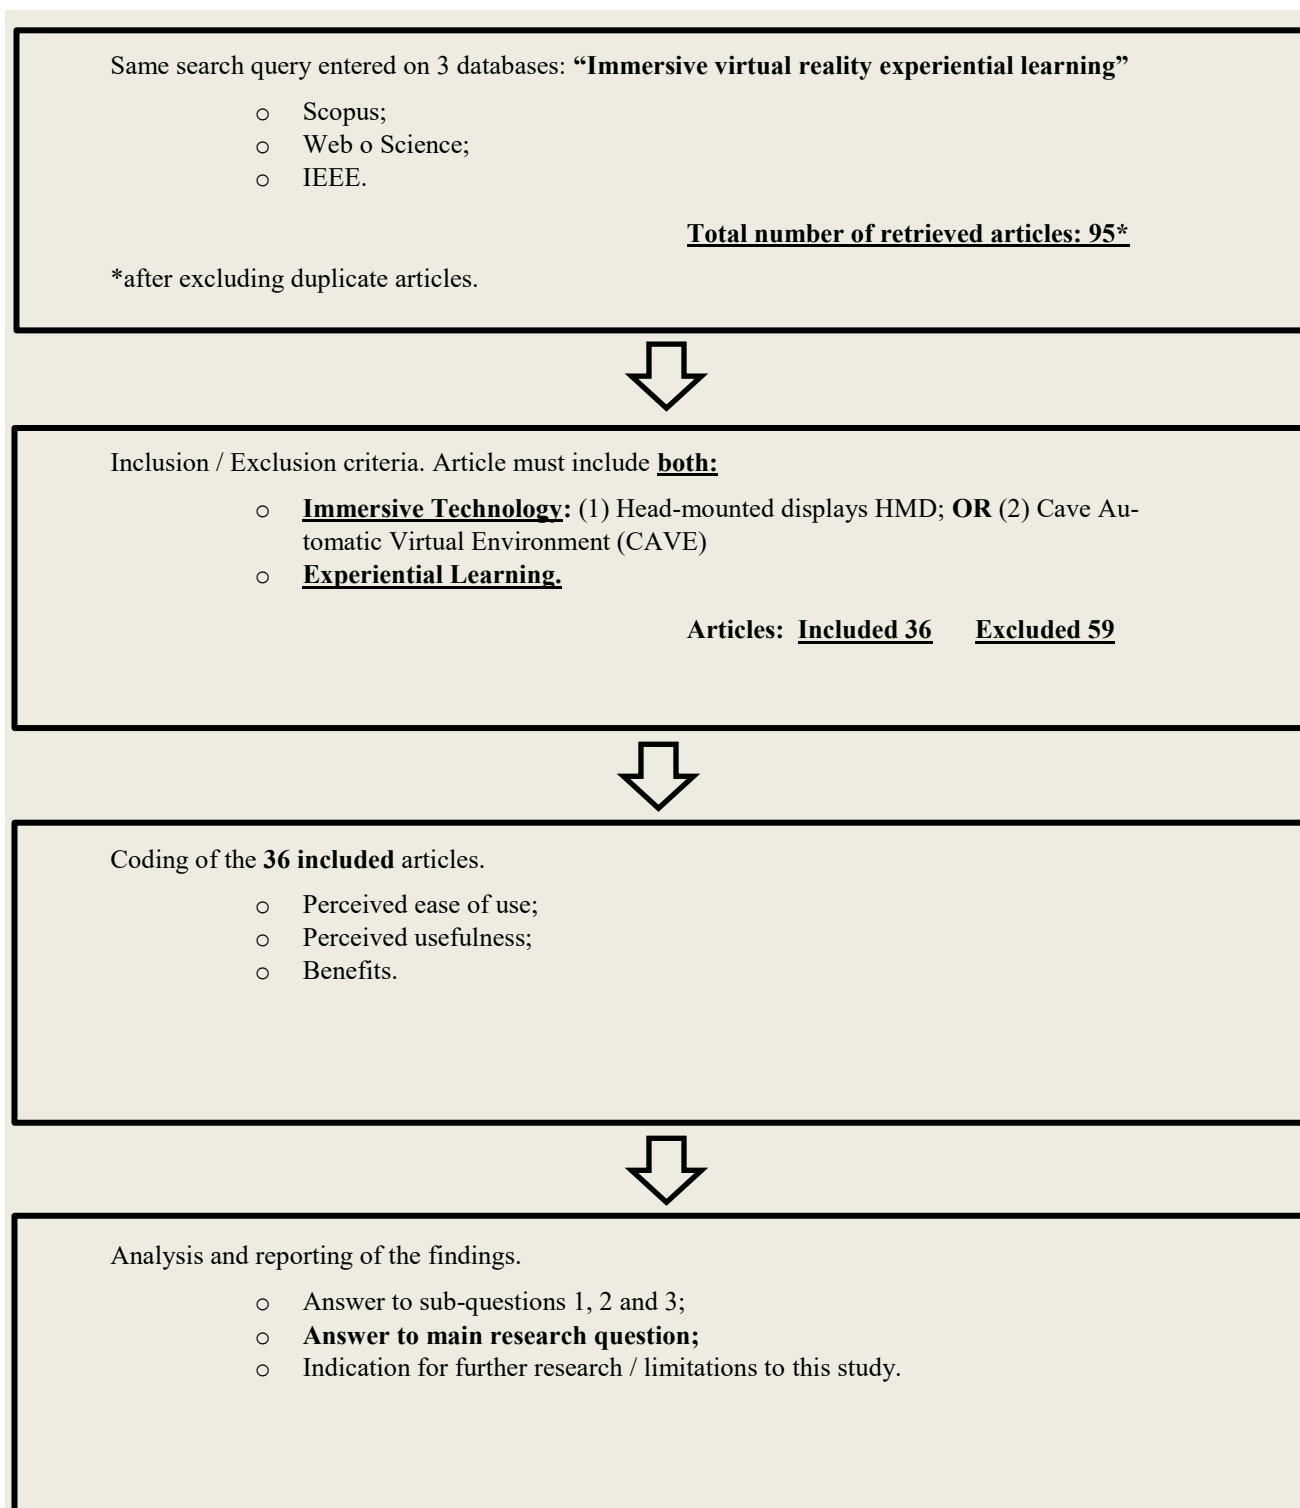 Same search query entered on 3 databases: “Immersive virtual reality experiential learning”
o Scopus;
o Web o Science;
o IEEE.
Total number of retrieved articles: 95*
*after excluding duplicate articles.
Inclusion / Exclusion criteria. Article must include both:
o Immersive Technology: (1) Head-mounted displays HMD; OR (2) Cave Au-
tomatic Virtual Environment (CAVE)
o Experiential Learning.
Articles: Included 36 Excluded 59
Coding of the 36 included articles.
o Perceived ease of use;
o Perceived usefulness;
o Benefits.
Analysis and reporting of the findings.
o Answer to sub-questions 1, 2 and 3;
o Answer to main research question;
o Indication for further research / limitations to this study.